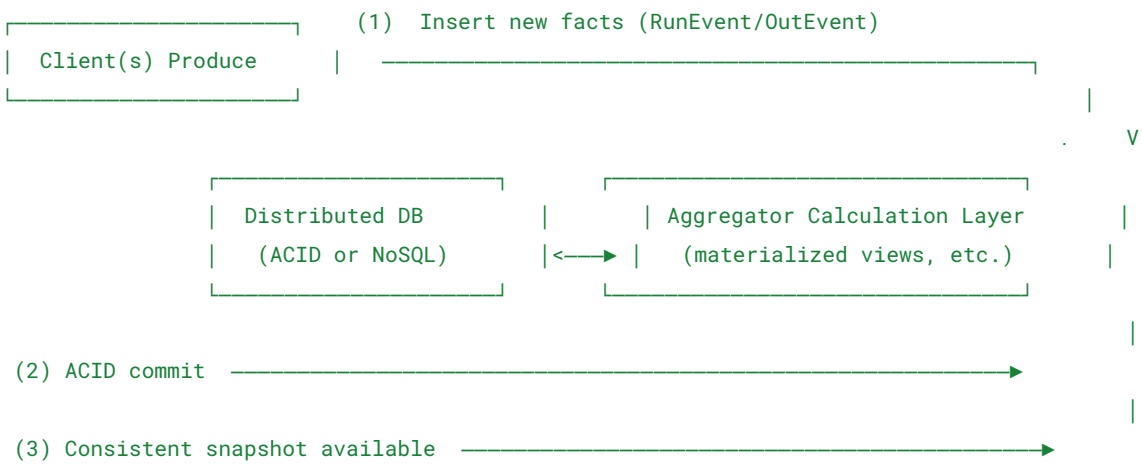 (1) Insert new facts (RunEvent/OutEvent)
Client(s) Produce
V
Distributed DB
Aggregator Calculation Layer
(ACID or NoSQL)
(materialized views, etc.)
(2) ACID commit
(3) Consistent snapshot available